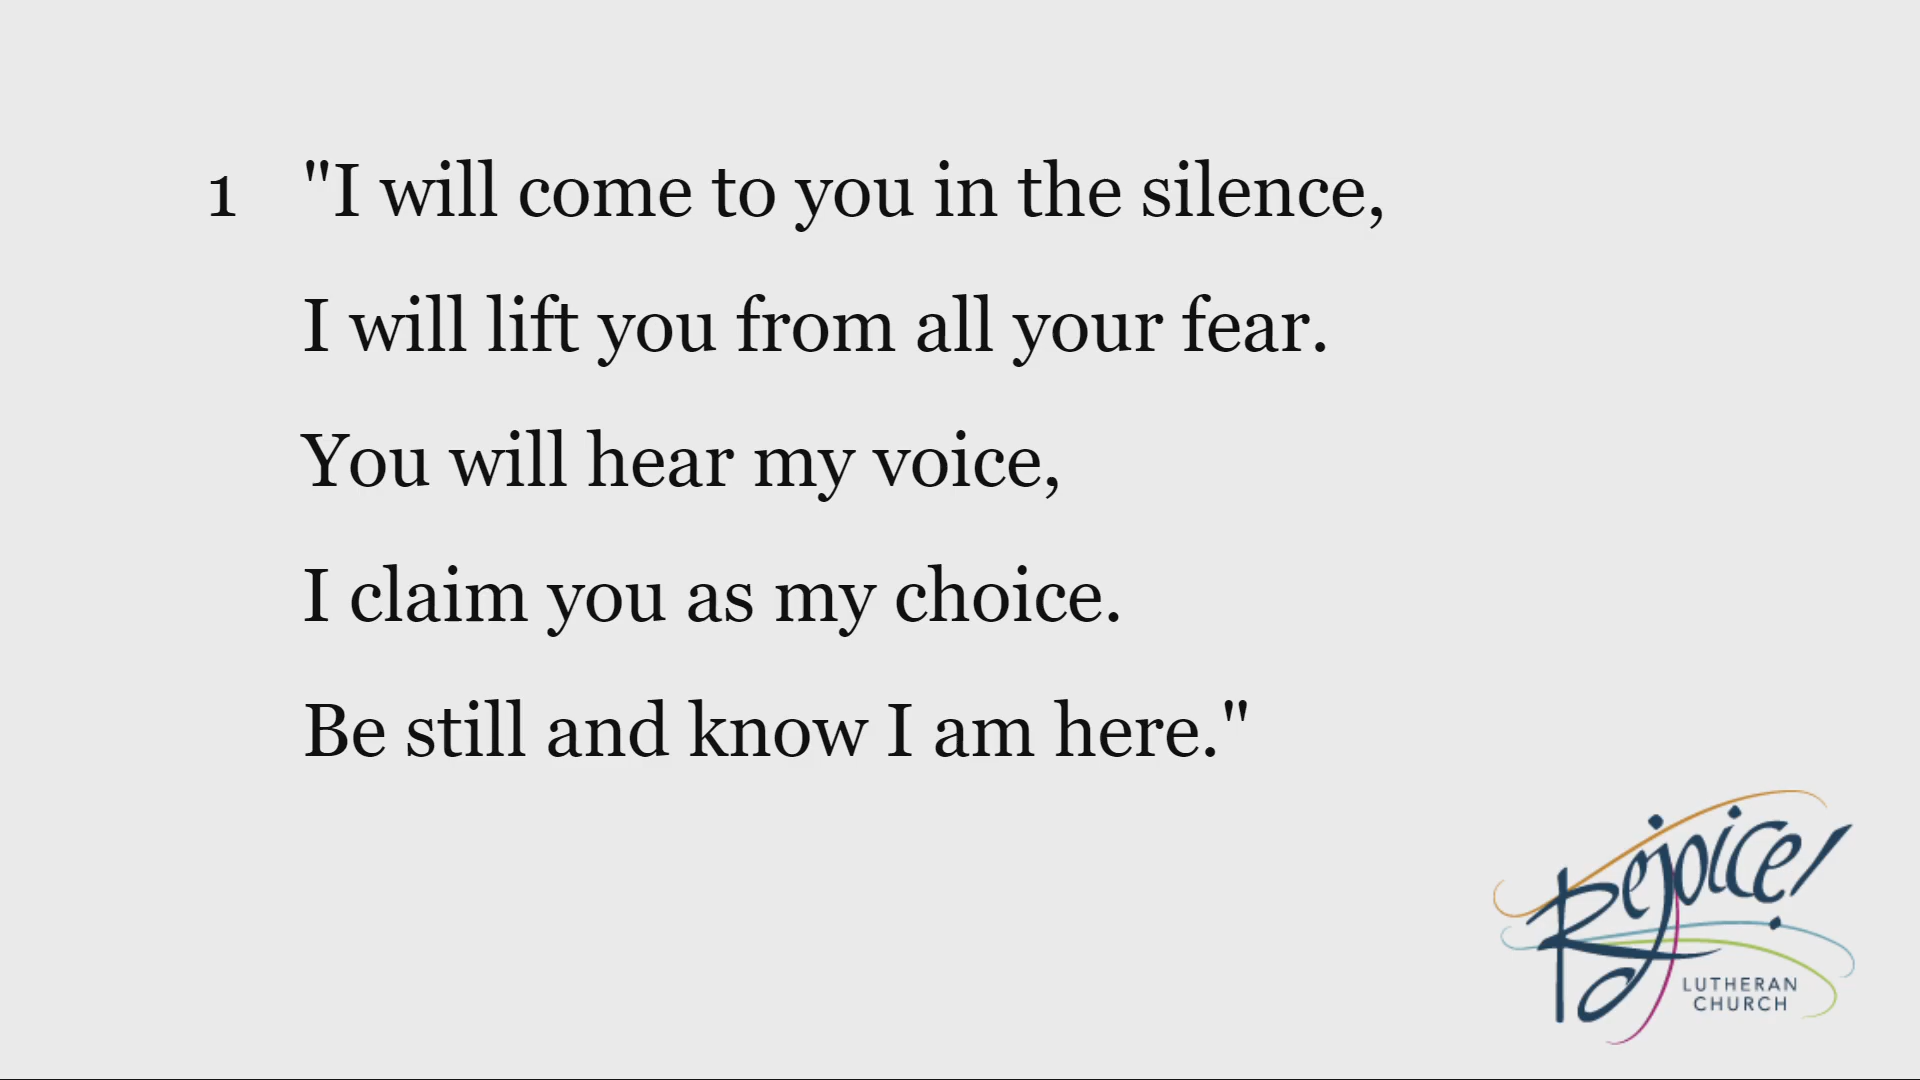 1 "I will come to you in the silence,
I will lift you from all your fear.
You will hear my voice,
I claim you as my choice.
Be still and know I am here."
Rejoice!
LUTHERAN
CHURCH